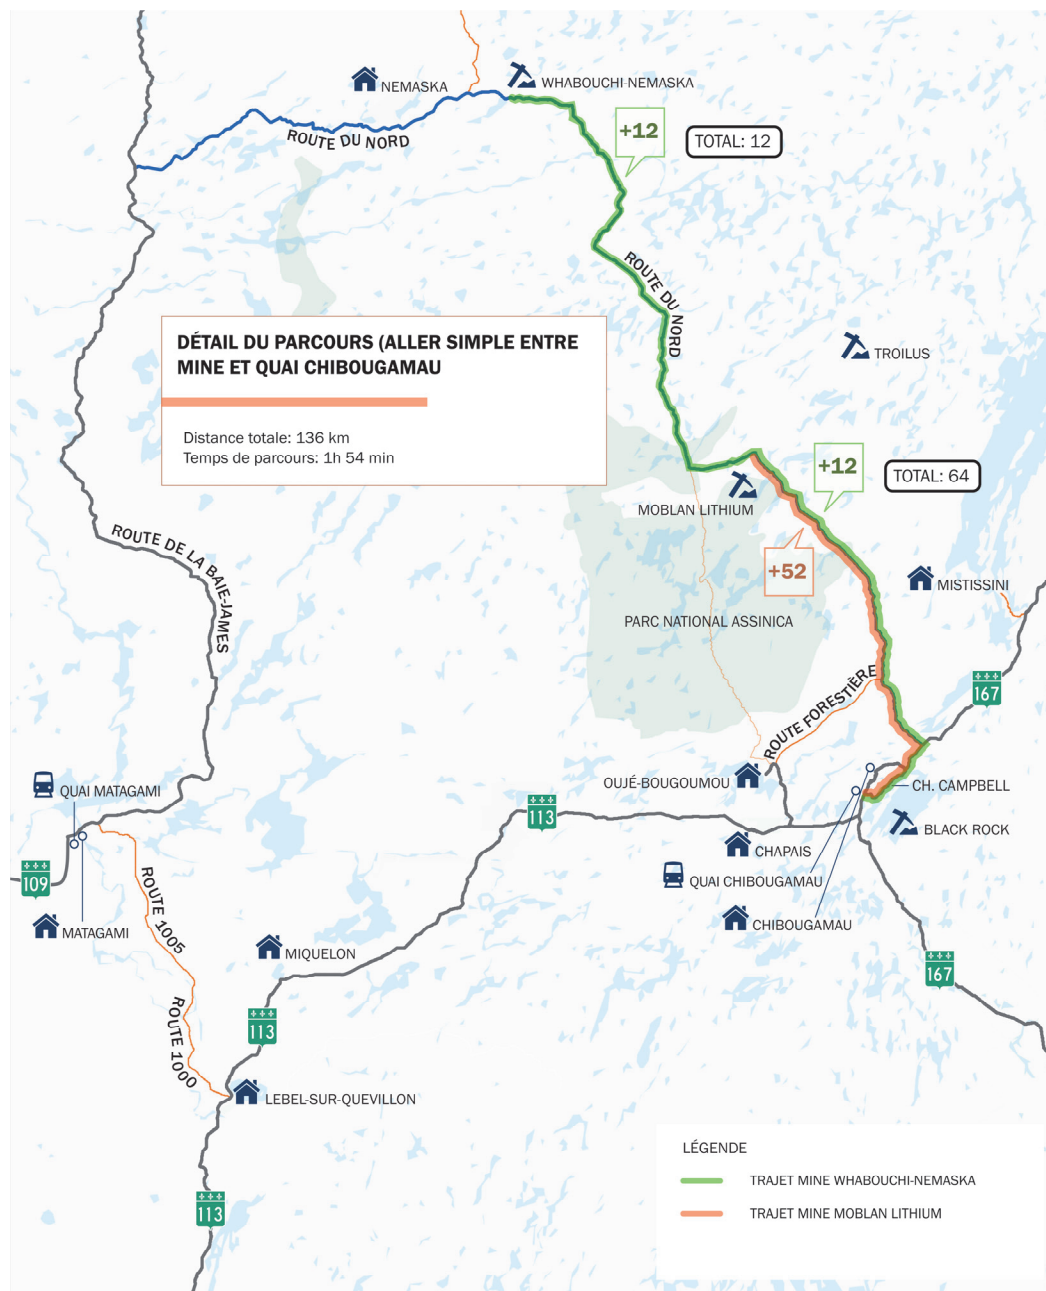 NEMASKA
WHABOUCHI-NEMASKA
ROUTE DU NORD
+12
TOTAL: 12
ROUTE DU NORD
DÉTAIL DU PARCOURS (ALLER SIMPLE ENTRE
MINE ET QUAI CHIBOUGAMAU
Distance totale: 136 km
Temps de parcours: 1h 54 min
TROILUS
+12
TOTAL: 64
MOBLAN LITHIUM
+52
ROUTE DE LA BAIE-JAMES
MISTISSINI
PARC NATIONAL ASSINICA
167
ROUTE FORESTIÈRE
OUJÉ-BOUGOUMOU
CH. CAMPBELL
QUAI MATAGAMI
113
BLACK ROCK
CHAPAIS
109
QUAI CHIBOUGAMAU
ROUTE 1005
CHIBOUGAMAU
MATAGAMI
MIQUELON
167
ROUTE 1000
113
LEBEL-SUR-QUEVILLON
LÉGENDE
TRAJET MINE WHABOUCHI-NEMASKA
TRAJET MINE MOBLAN LITHIUM
113